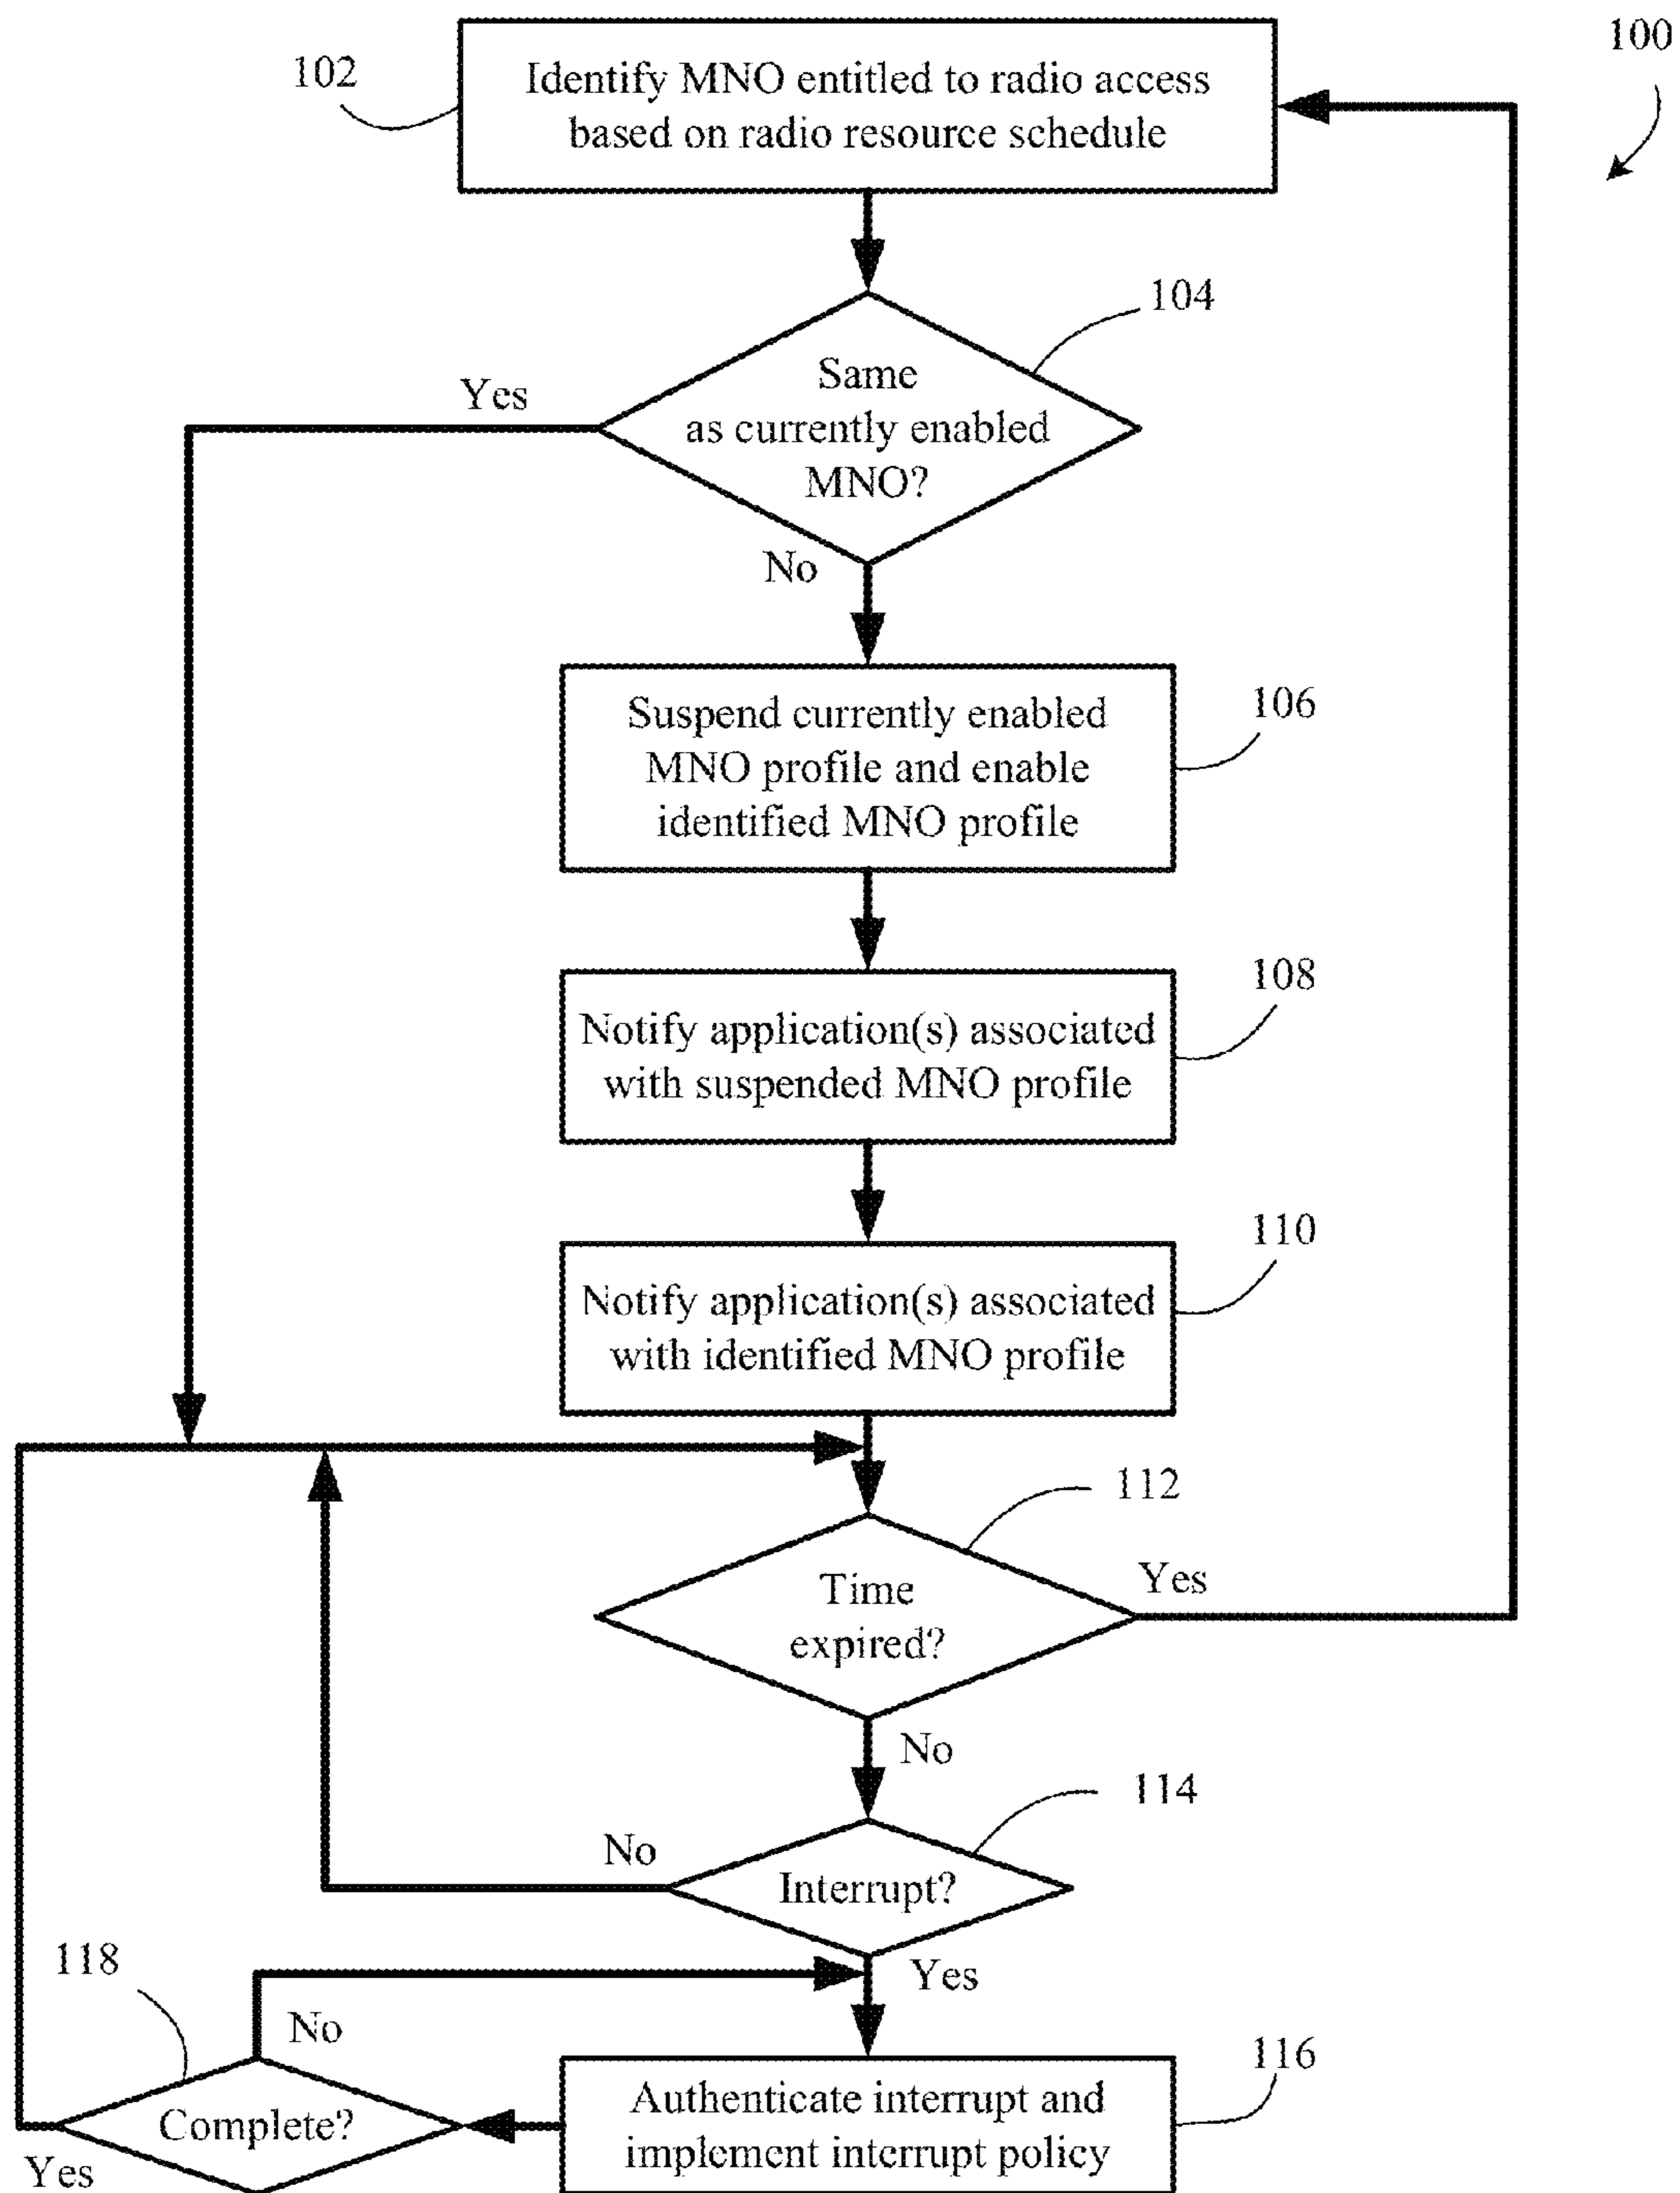 100
102
Identify MNO entitled to radio access
based on radio resource schedule
104
Same
as currently enabled
MNO?
Yes
No
106
Suspend currently enabled
MNO profile and enable
identified MNO profile
108
Notify application(s) associated
with suspended MNO profile
110
Notify application(s) associated
with identified MNO profile
112
Time
expired?
Yes
No
114
Interrupt?
No
Yes
118
No
Complete?
Yes
116
Authenticate interrupt and
implement interrupt policy